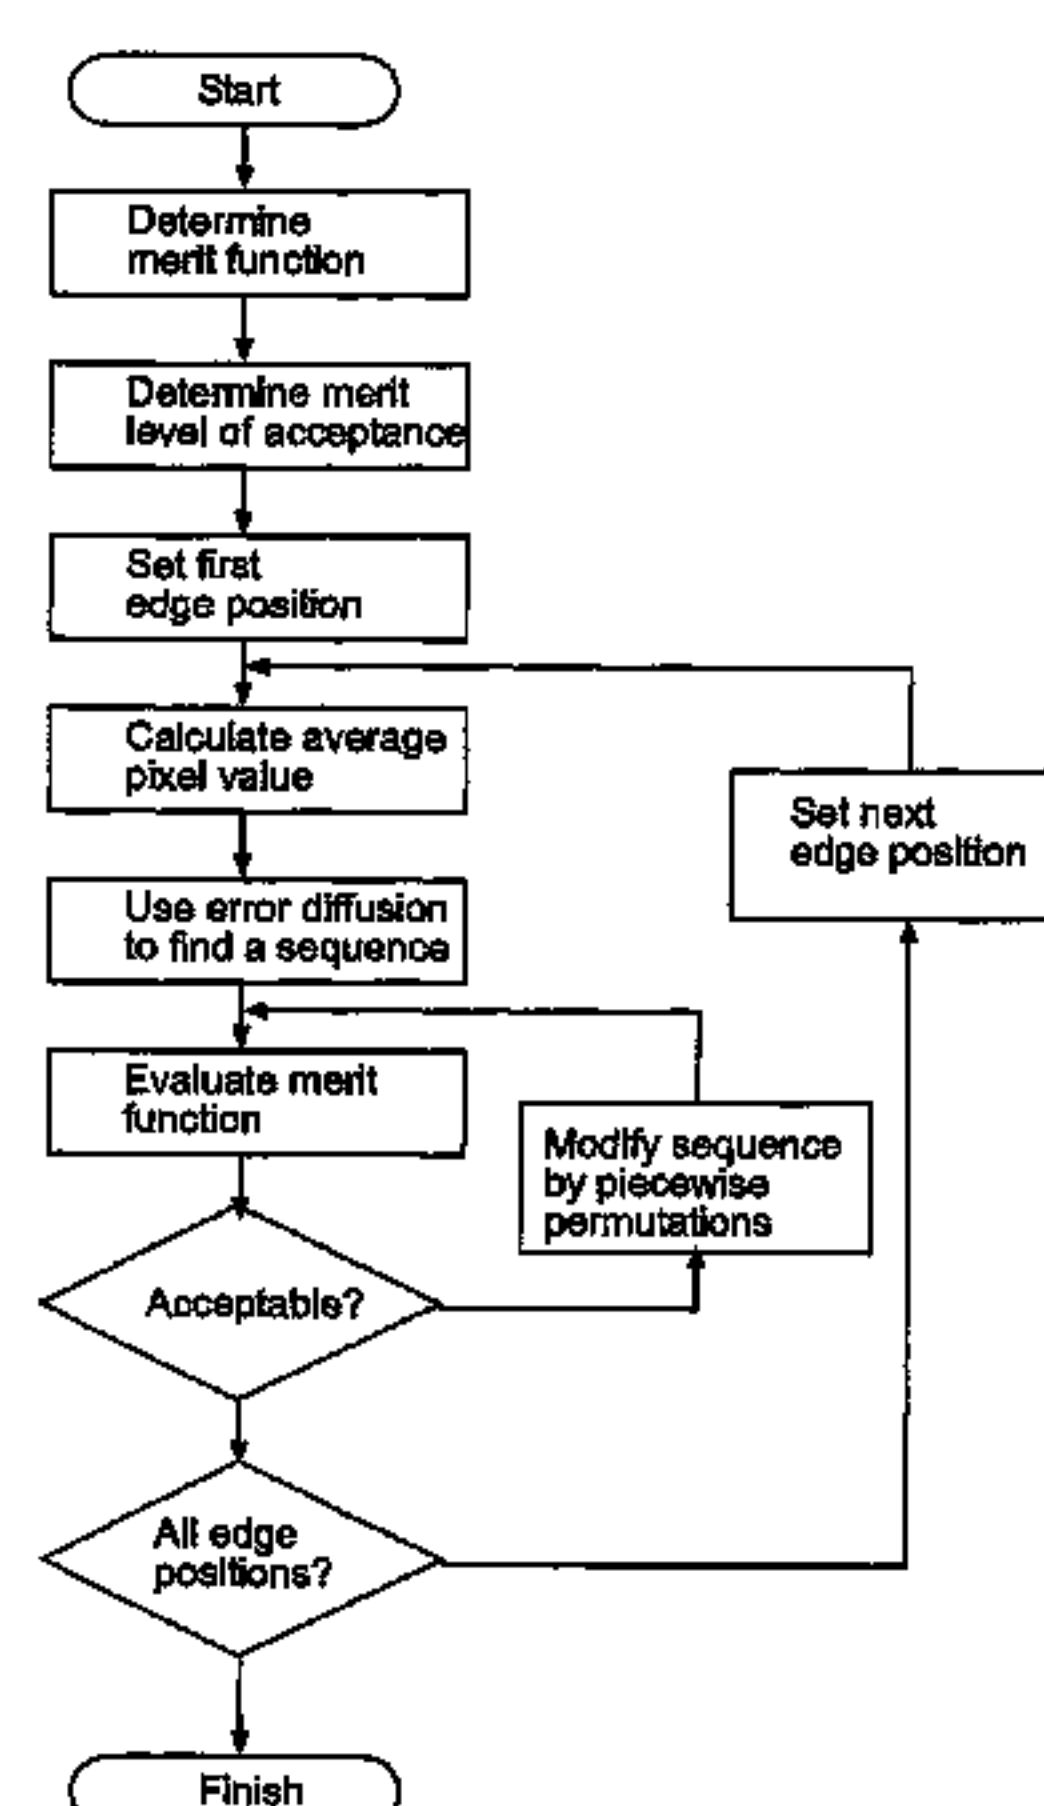 Start
Determine
merit function
Determine merit
level of acceptance
Set first
edge position
Calculate average
pixel value
Set next
edge position
Use error diffusion
to find a sequence
Evaluate merit
function
Modify sequence
by piecewise
permutations
Acceptable?
All edge
positions?
Finish